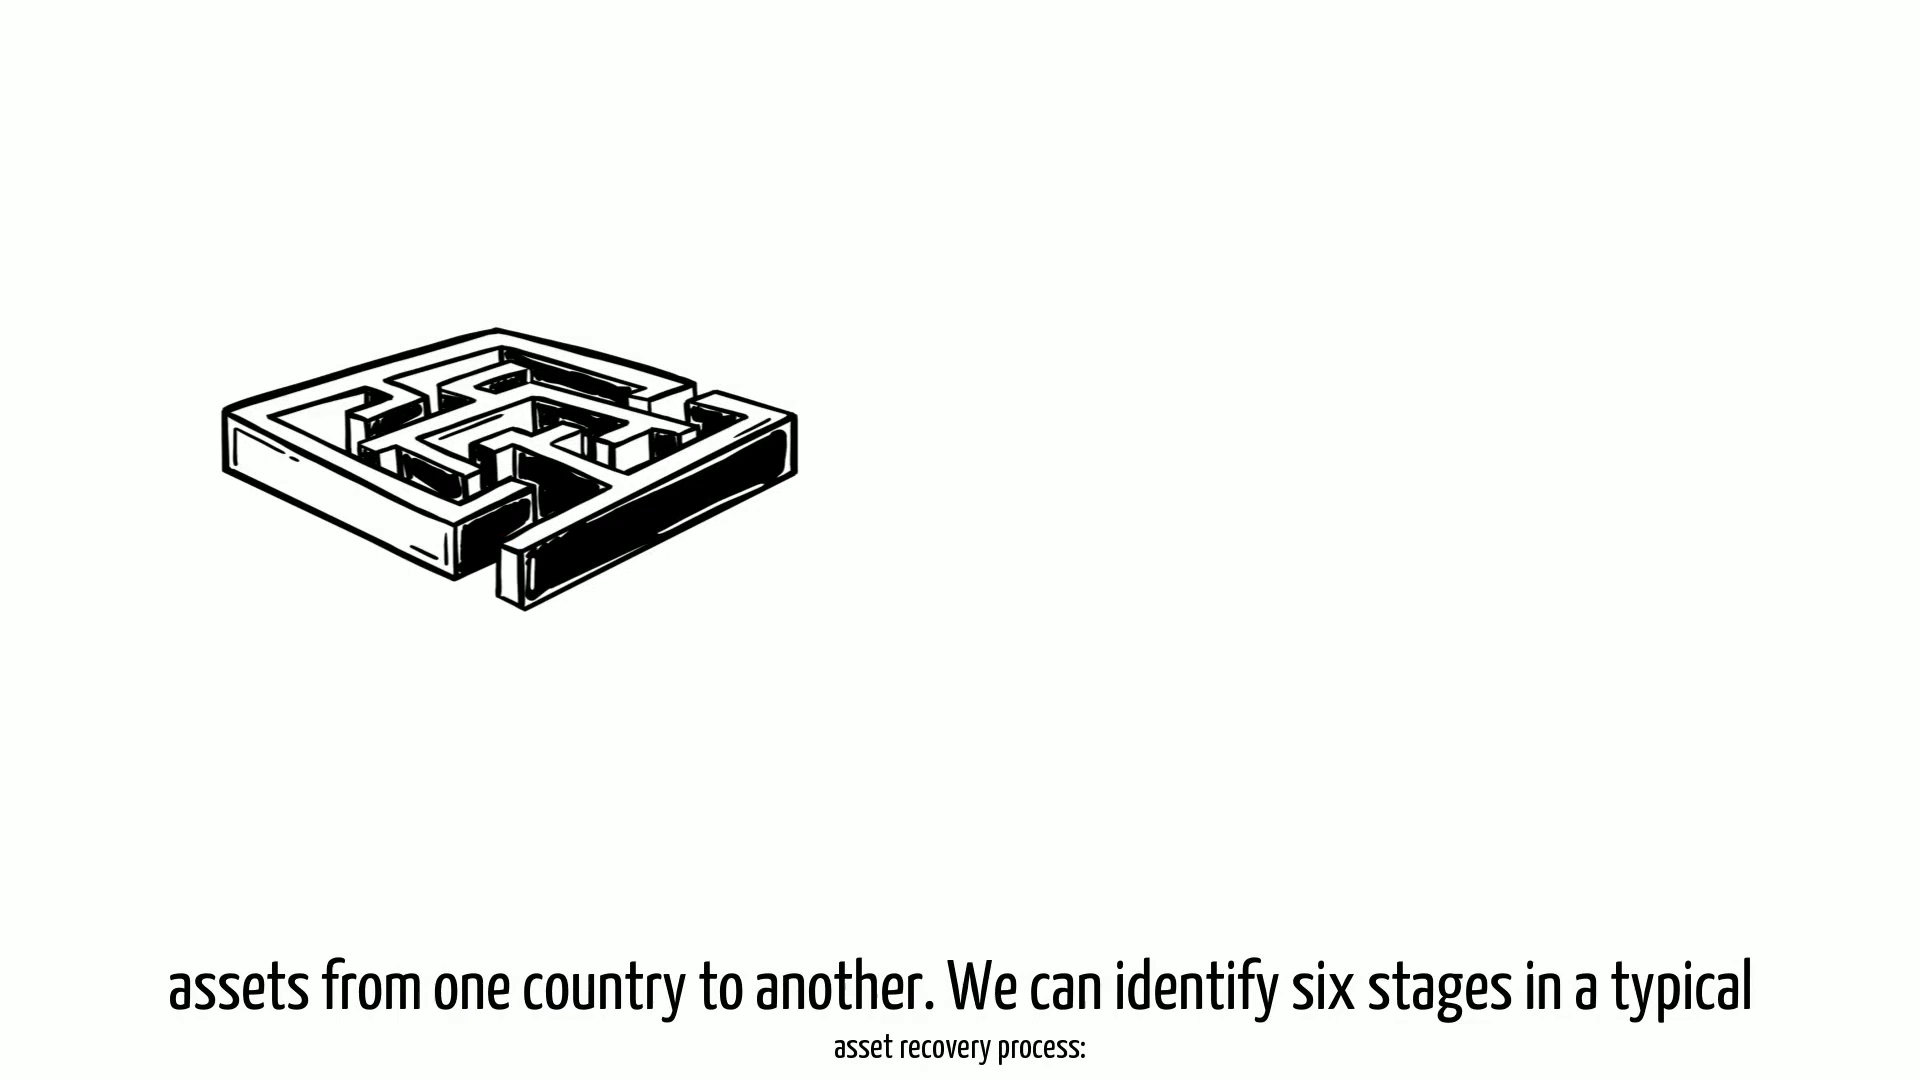 assets from one country to another. We can identify six stages in a typical
asset recovery process: